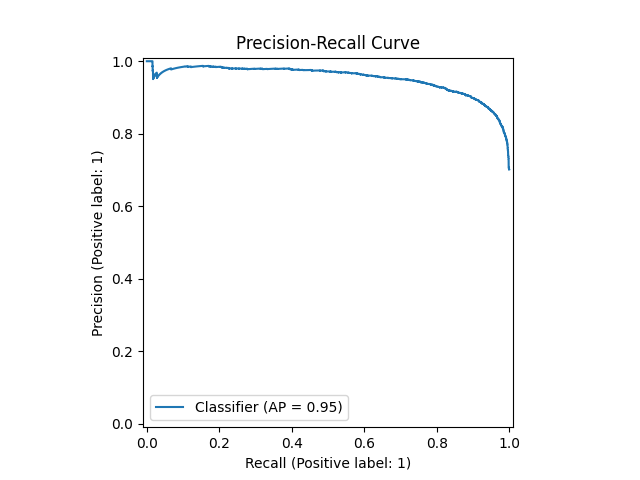 Precision-Recall Curve
1.0
0.8
0.6
0.4
0.2
0.0
Precision (Positive label: 1)
Classifier (AP = 0.95)
0.0 0.2 0.4 0.6 0.8 1.0
Recall (Positive label: 1)